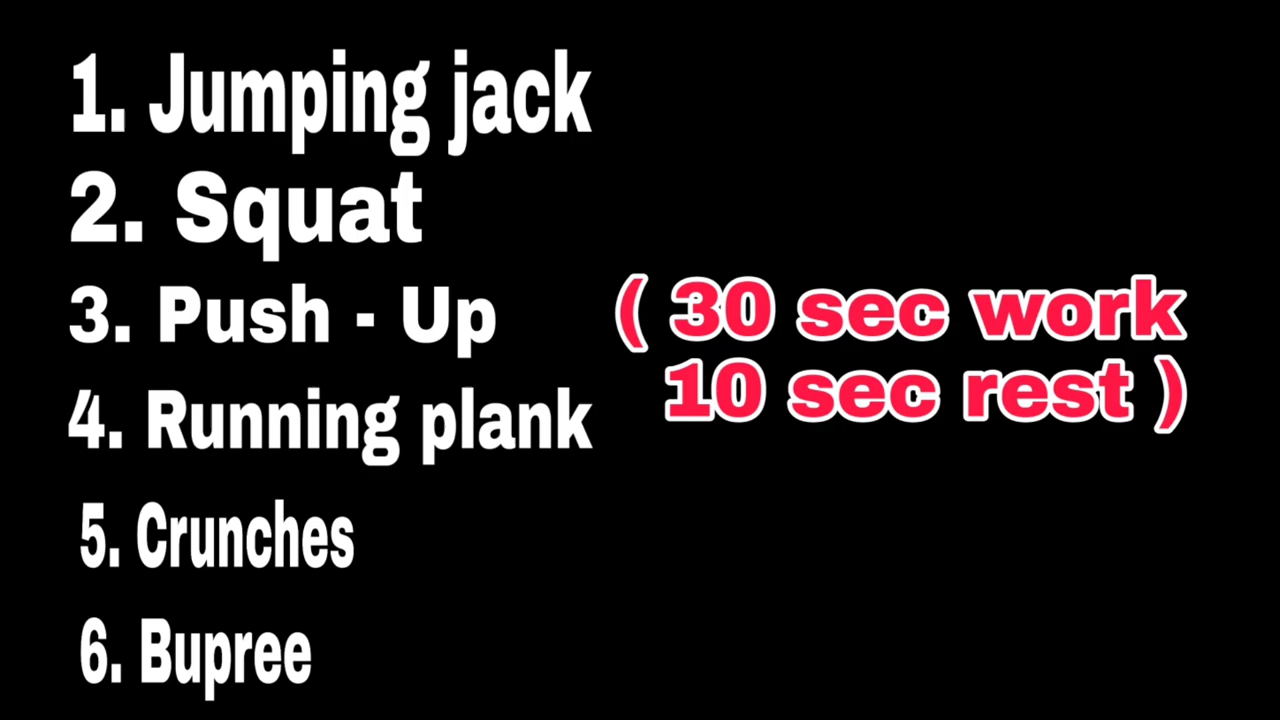 1. Jumping jack
2. Squat
3. Push - Up
4. Running plank
5. Crunches
6. Bupree
( 30 sec work
10 sec rest )